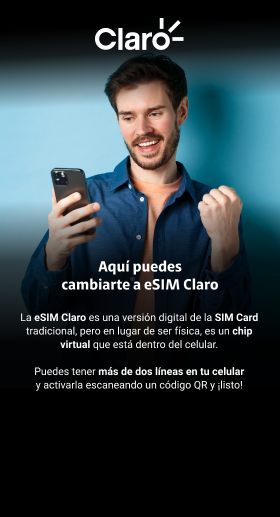 Claro
Aquí puedes
cambiarte a eSIM Claro
La eSIM Claro es una versión digital de la SIM Card
tradicional, pero en lugar de ser física, es un chip
virtual que está dentro del celular.
Puedes tener más de dos líneas en tu celular
y activarla escaneando un código QR y ¡listo!